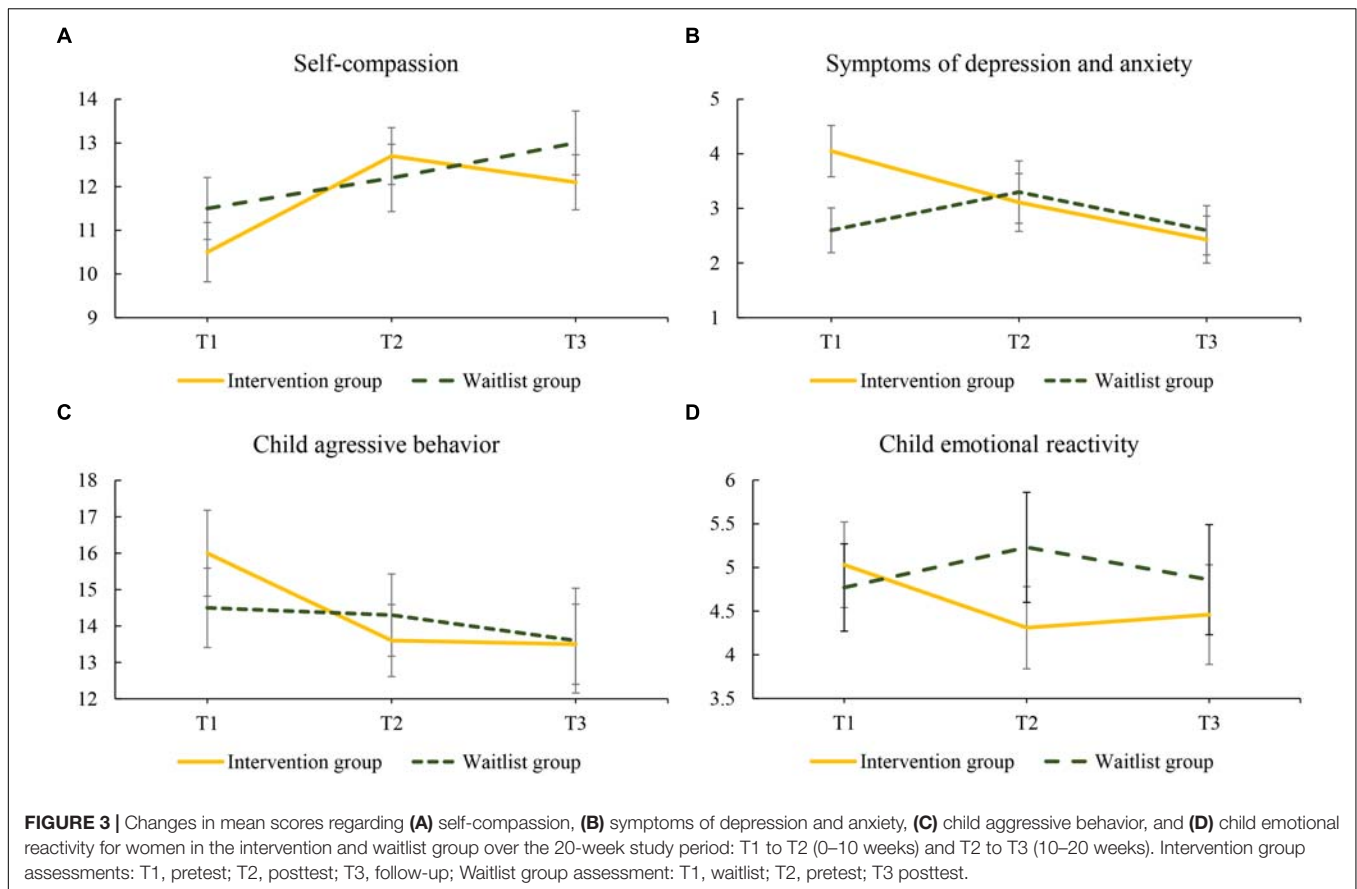 A
Self-compassion
14
13
12
11
10
9
T1 T2 T3
Intervention group Waitlist group
B
Symptoms of depression and anxiety
5
4
3
2
1
T1 T2 T3
Intervention group Waitlist group
C
Child agressive behavior
18
17
16
15
14
13
12
T1 T2 T3
Intervention group Waitlist group
D
Child emotional reactivity
6
5.5
5
4.5
4
3.5
T1 T2 T3
Intervention group Waitlist group
FIGURE 3 | Changes in mean scores regarding (A) self-compassion, (B) symptoms of depression and anxiety, (C) child aggressive behavior, and (D) child emotional
reactivity for women in the intervention and waitlist group over the 20-week study period: T1 to T2 (0–10 weeks) and T2 to T3 (10–20 weeks). Intervention group
assessments: T1, pretest; T2, posttest; T3, follow-up; Waitlist group assessment: T1, waitlist; T2, pretest; T3 posttest.